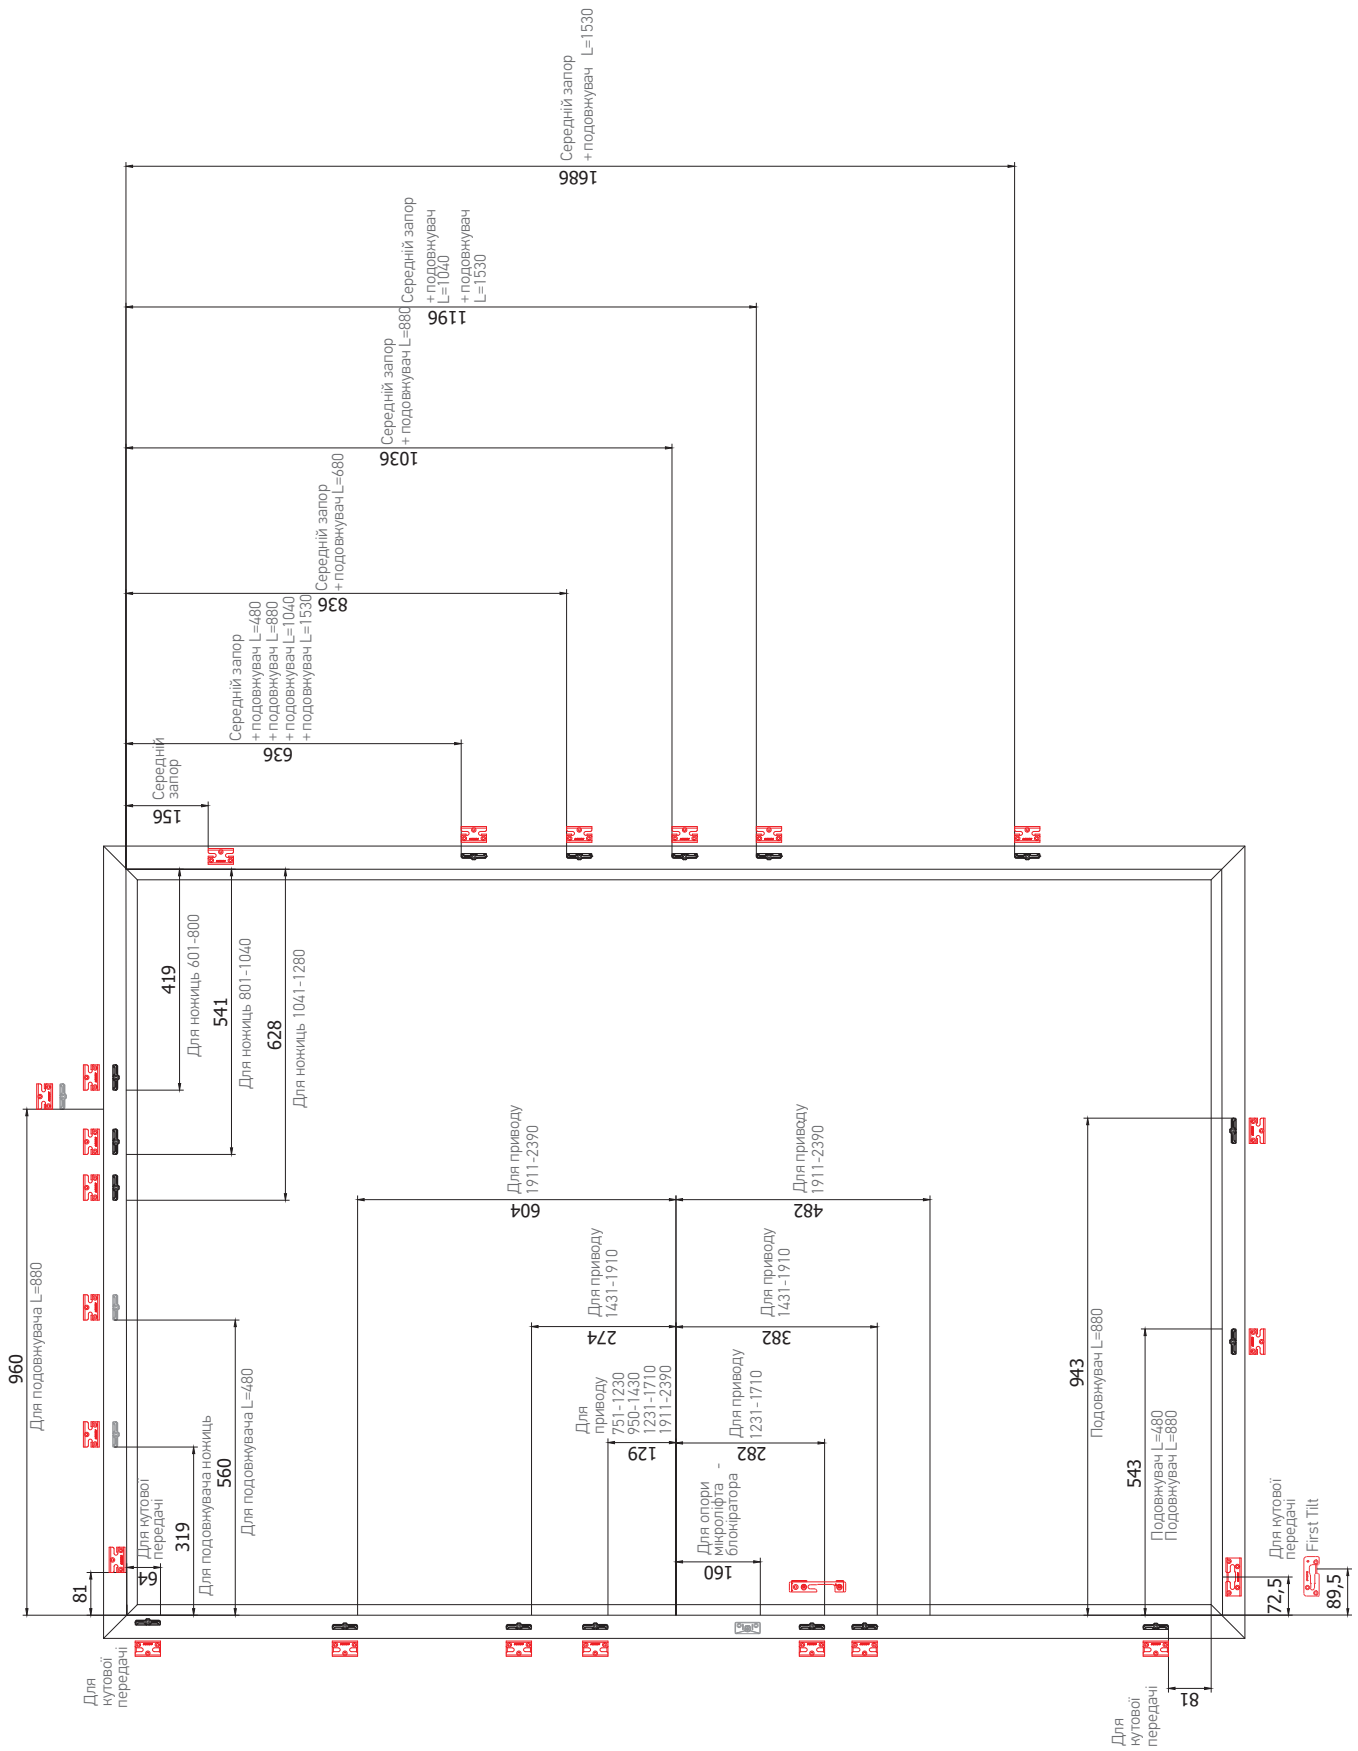 Середній запор
+подовжувач L=1530
1686
Середній запор
+подовжувач
L=1040
+подовжувач
L=1530
1196
Середній запор
+подовжувач L=880
1036
Середній запор
+подовжувач L=680
836
Середній запор
+подовжувач L=480
+подовжувач L=880
+подовжувач L=1040
+подовжувач L=1530
636
Середній
запор
156
419
Для ножиць 601-800
541
Для ножиць 801-1040
628
Для ножиць 1041-1280
960
Для подовжувача L=880
Для приводу
1911-2390
604
Для приводу
1911-2390
482
Для приводу
1431-1910
274
Для приводу
1431-1910
382
Для
приводу
751-1230
950-1430
1231-1710
1911-2390
129
Для приводу
1231-1710
282
Для опори
мікроліфта -
блокіратора
160
943
Подовжувач L=880
543
Подовжувач L=480
Подовжувач L=880
560
Для подовжувача L=480
319
Для подовжувача ножиць
Для кутової
передачі
64
81
Для
кутової
передачі
Для кутової
передачі
72,5
First Tilt
89,5
81
Для
кутової
передачі